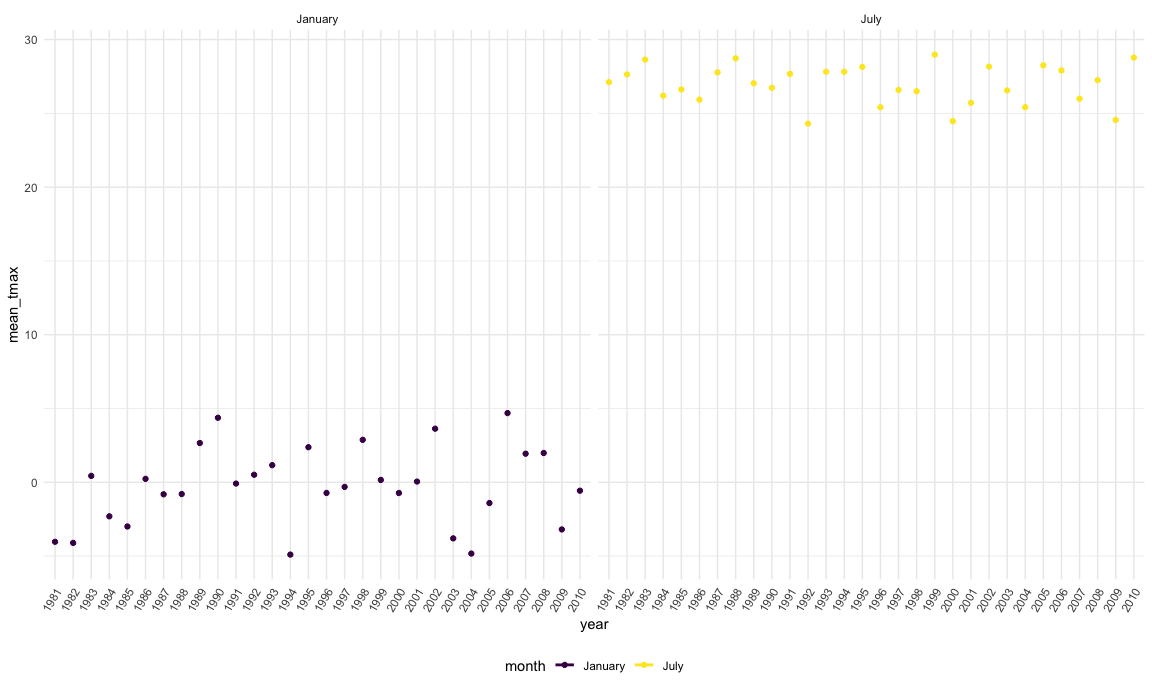 January July
30
20
10
0
mean_tmax
1981 1982 1983 1984 1985 1986 1987 1988 1989 1990 1991 1992 1993 1994 1995 1996 1997 1998 1999 2000 2001 2002 2003 2004 2005 2006 2007 2008 2009 2010 1981 1982 1983 1984 1985 1986 1987 1988 1989 1990 1991 1992 1993 1994 1995 1996 1997 1998 1999 2000 2001 2002 2003 2004 2005 2006 2007 2008 2009 2010
year
month January July